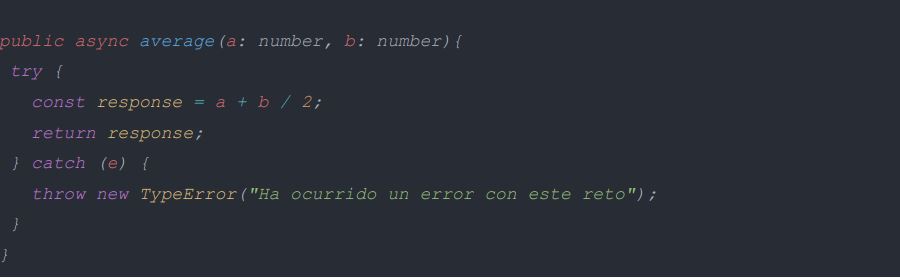 public async average(a: number, b: number){
try {
const response = a + b / 2;
return response;
} catch (e) {
throw new TypeError("Ha ocurrido un error con este reto");
}
}